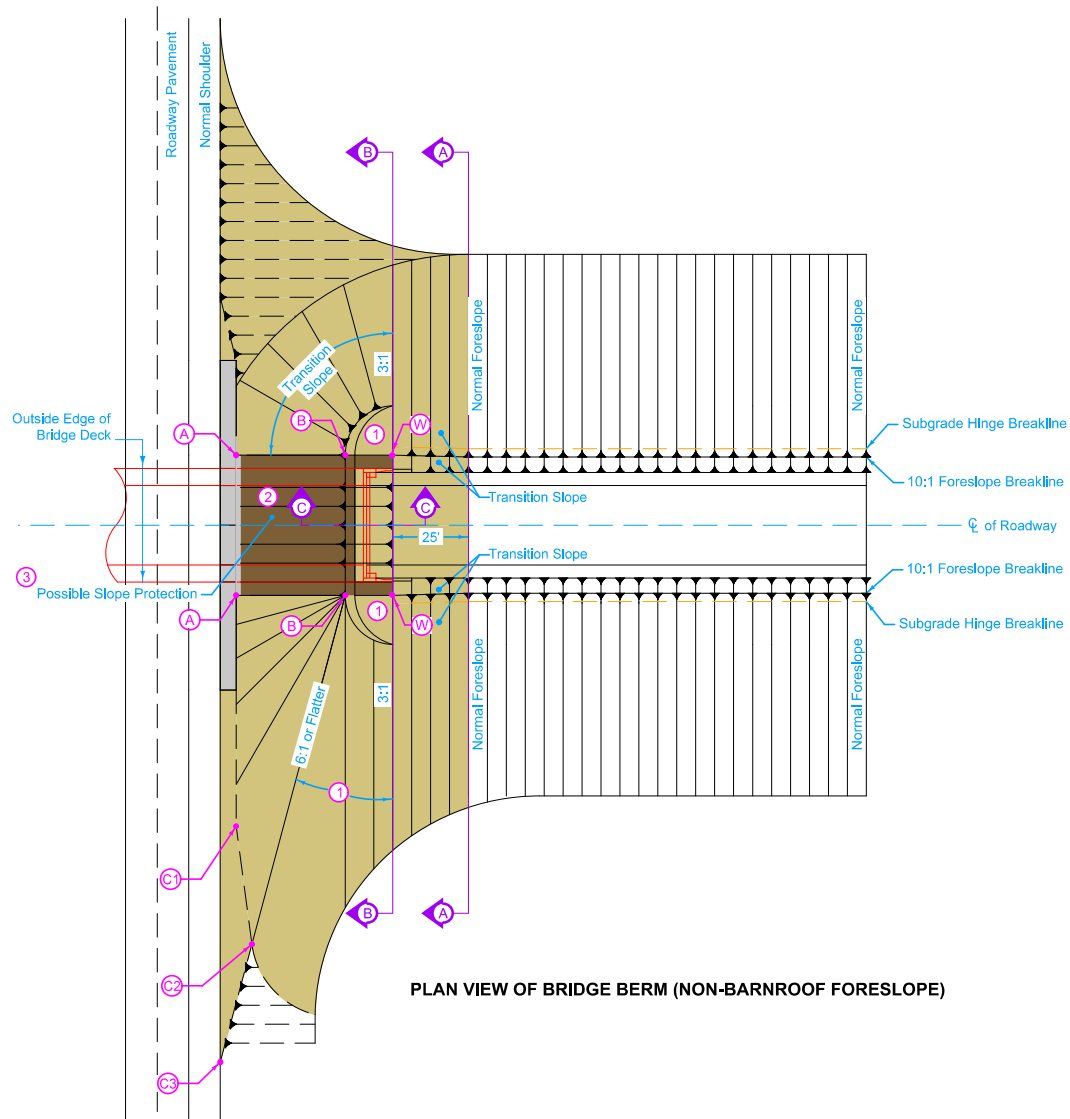 Roadway Pavement
Normal Shoulder
B
A
Normal Foreslope
Normal Foreslope
3:1
Transition
Slope
Outside Edge of
Bridge Deck
A
B
1
W
Subgrade HInge Breakline
10:1 Foreslope Breakline
Transition Slope
2
C
C
25'
℄ of Roadway
Transition Slope
3
Possible Slope Protection
10:1 Foreslope Breakline
A
B
1
W
Subgrade Hinge Breakline
3:1
6:1 or Flatter
Normal Foreslope
Normal Foreslope
1
C1
B
A
C2
PLAN VIEW OF BRIDGE BERM (NON-BARNROOF FORESLOPE)
C3